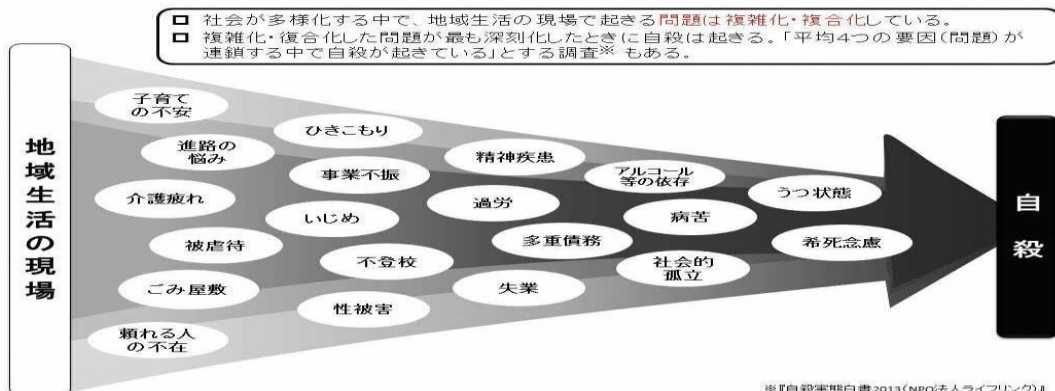 □ 社会が多様化する中で、地域生活の現場で起きる問題は複雑化・複合化している。
□ 複雑化・復合化した問題が最も深刻化したときに自殺は起きる。「平均4つの要因(問題)が
連鎖する中で自殺が起きている」とする調査※ もある。
地域生活の現場
子育て
の不安
進路の
悩み
介護疲れ
被虐待
ごみ屋敷
頼れる人
の不在
ひきこもり
事業不振
いじめ
不登校
性被害
精神疾患
過労
多重債務
失業
アルコール
等の依存
病苦
社会的
孤立
うつ状態
希死念慮
自殺
※『自殺実態白書2013(NPO法人ライフリンク)』